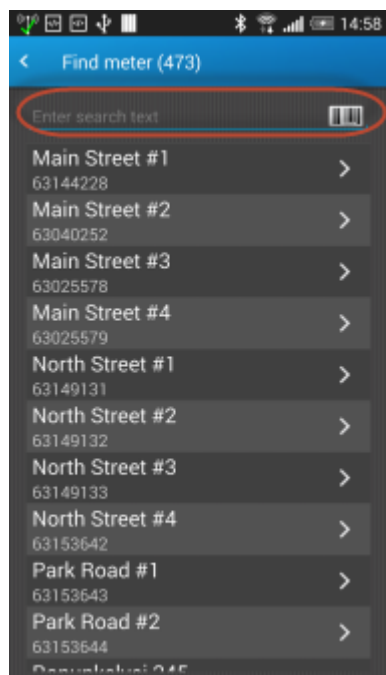 14:58
Find meter (473)
Enter search text
Main Street #1
63144228
Main Street #2
63040252
Main Street #3
63025578
Main Street #4
63025579
North Street #1
63149131
North Street #2
63149132
North Street #3
63149133
North Street #4
63153642
Park Road #1
63153643
Park Road #2
63153644